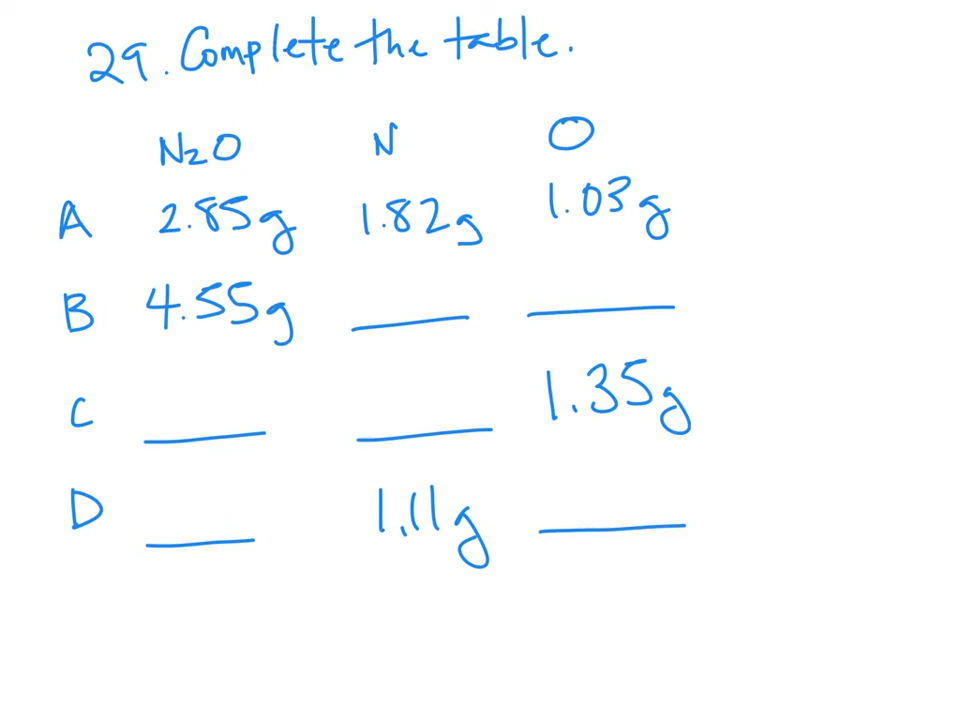 29. Complete the table.
N₂O N O
A 2.85g 1.82g 1.03g
B 4.55g
C 1.35g
D 1.11g